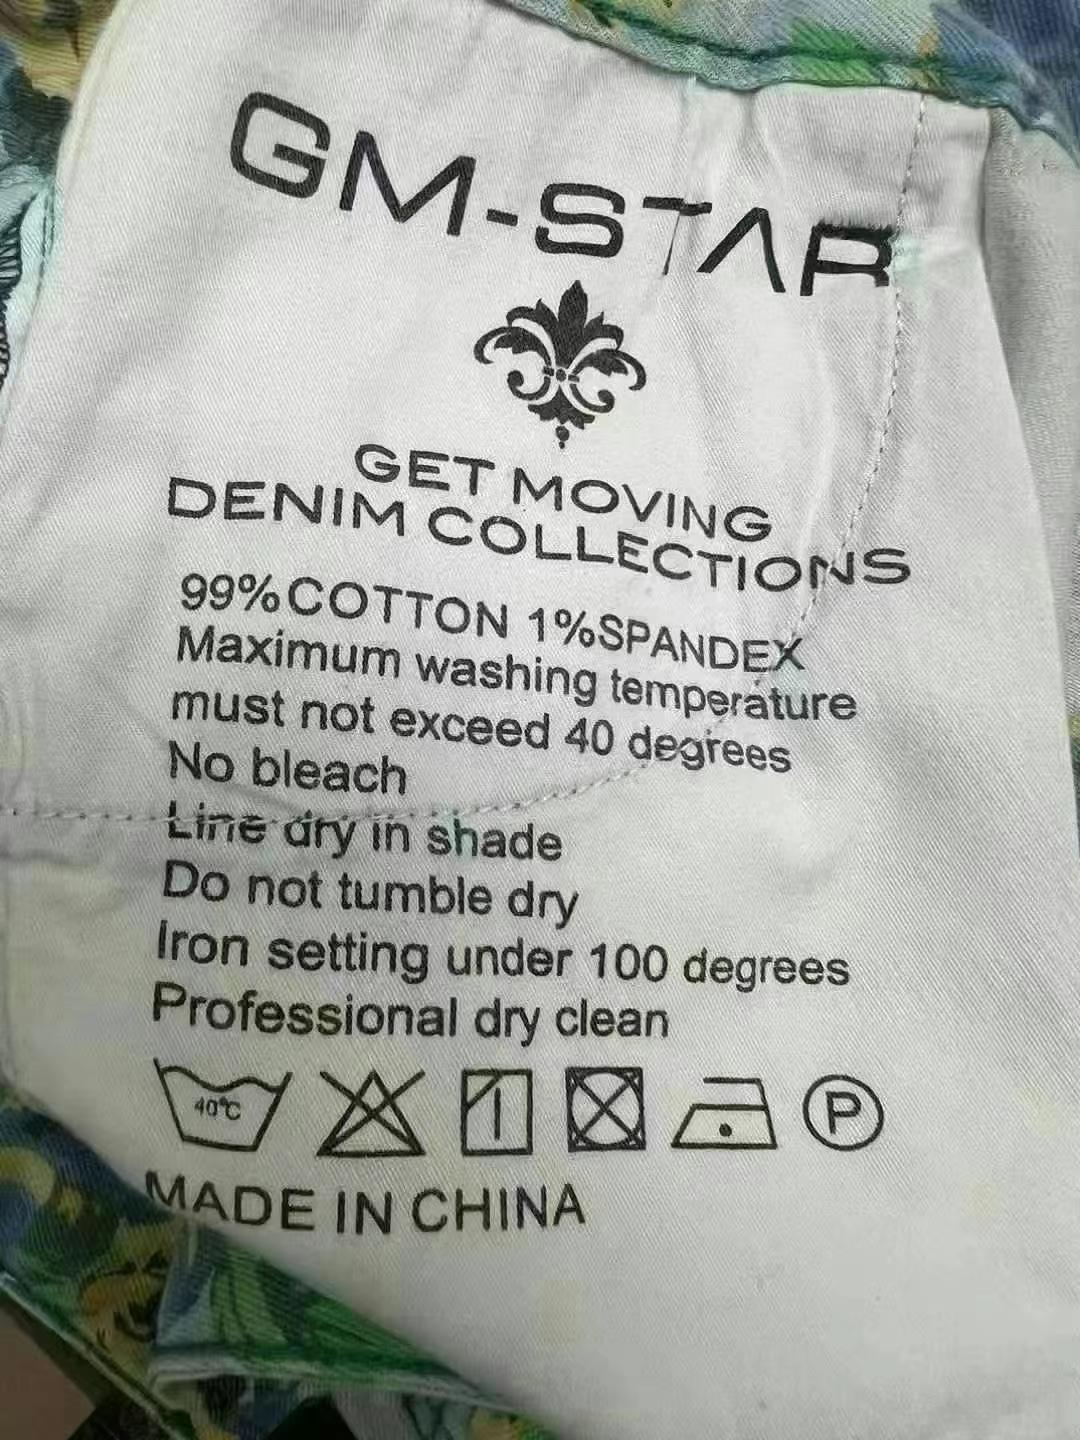 GM-STAR
GET MOVING
DENIM COLLECTIONS
99%COTTON 1%SPANDEX
Maximum washing temperature
must not exceed 40 degrees
No bleach
Line dry in shade
Do not tumble dry
Iron setting under 100 degrees
Professional dry clean
40℃ P
MADE IN CHINA